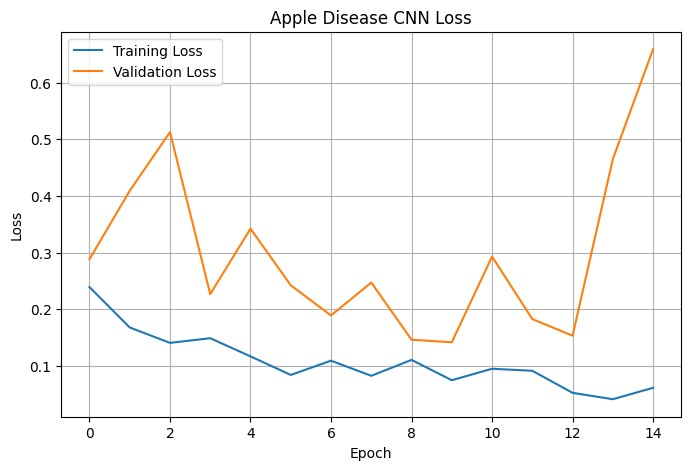 Apple Disease CNN Loss
Training Loss
Validation Loss
0.6
0.5
0.4
0.3
0.2
0.1
Loss
0 2 4 6 8 10 12 14
Epoch